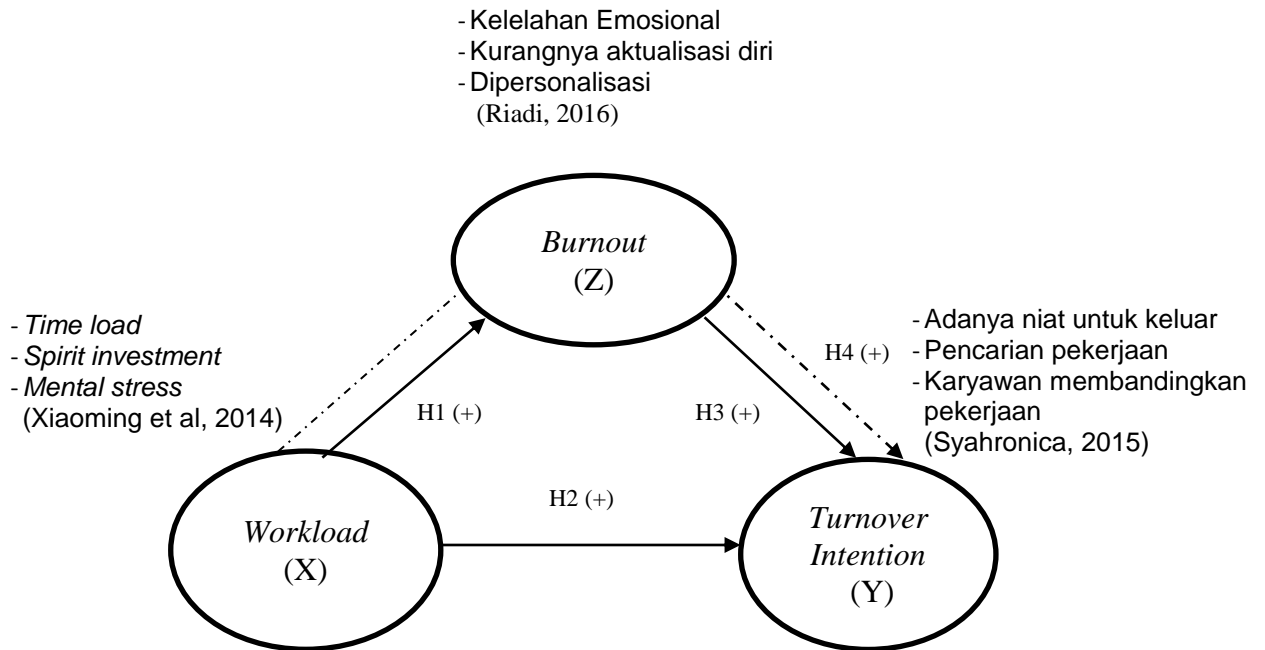 - Kelelahan Emosional
- Kurangnya aktualisasi diri
- Dipersonalisasi
(Riadi, 2016)
Burnout
(Z)
- Time load
- Spirit investment
- Mental stress
(Xiaoming et al, 2014)
- Adanya niat untuk keluar
- Pencarian pekerjaan
- Karyawan membandingkan
pekerjaan
(Syahronica, 2015)
H4 (+)
H1 (+)
H3 (+)
H2 (+)
Workload
(X)
Turnover
Intention
(Y)